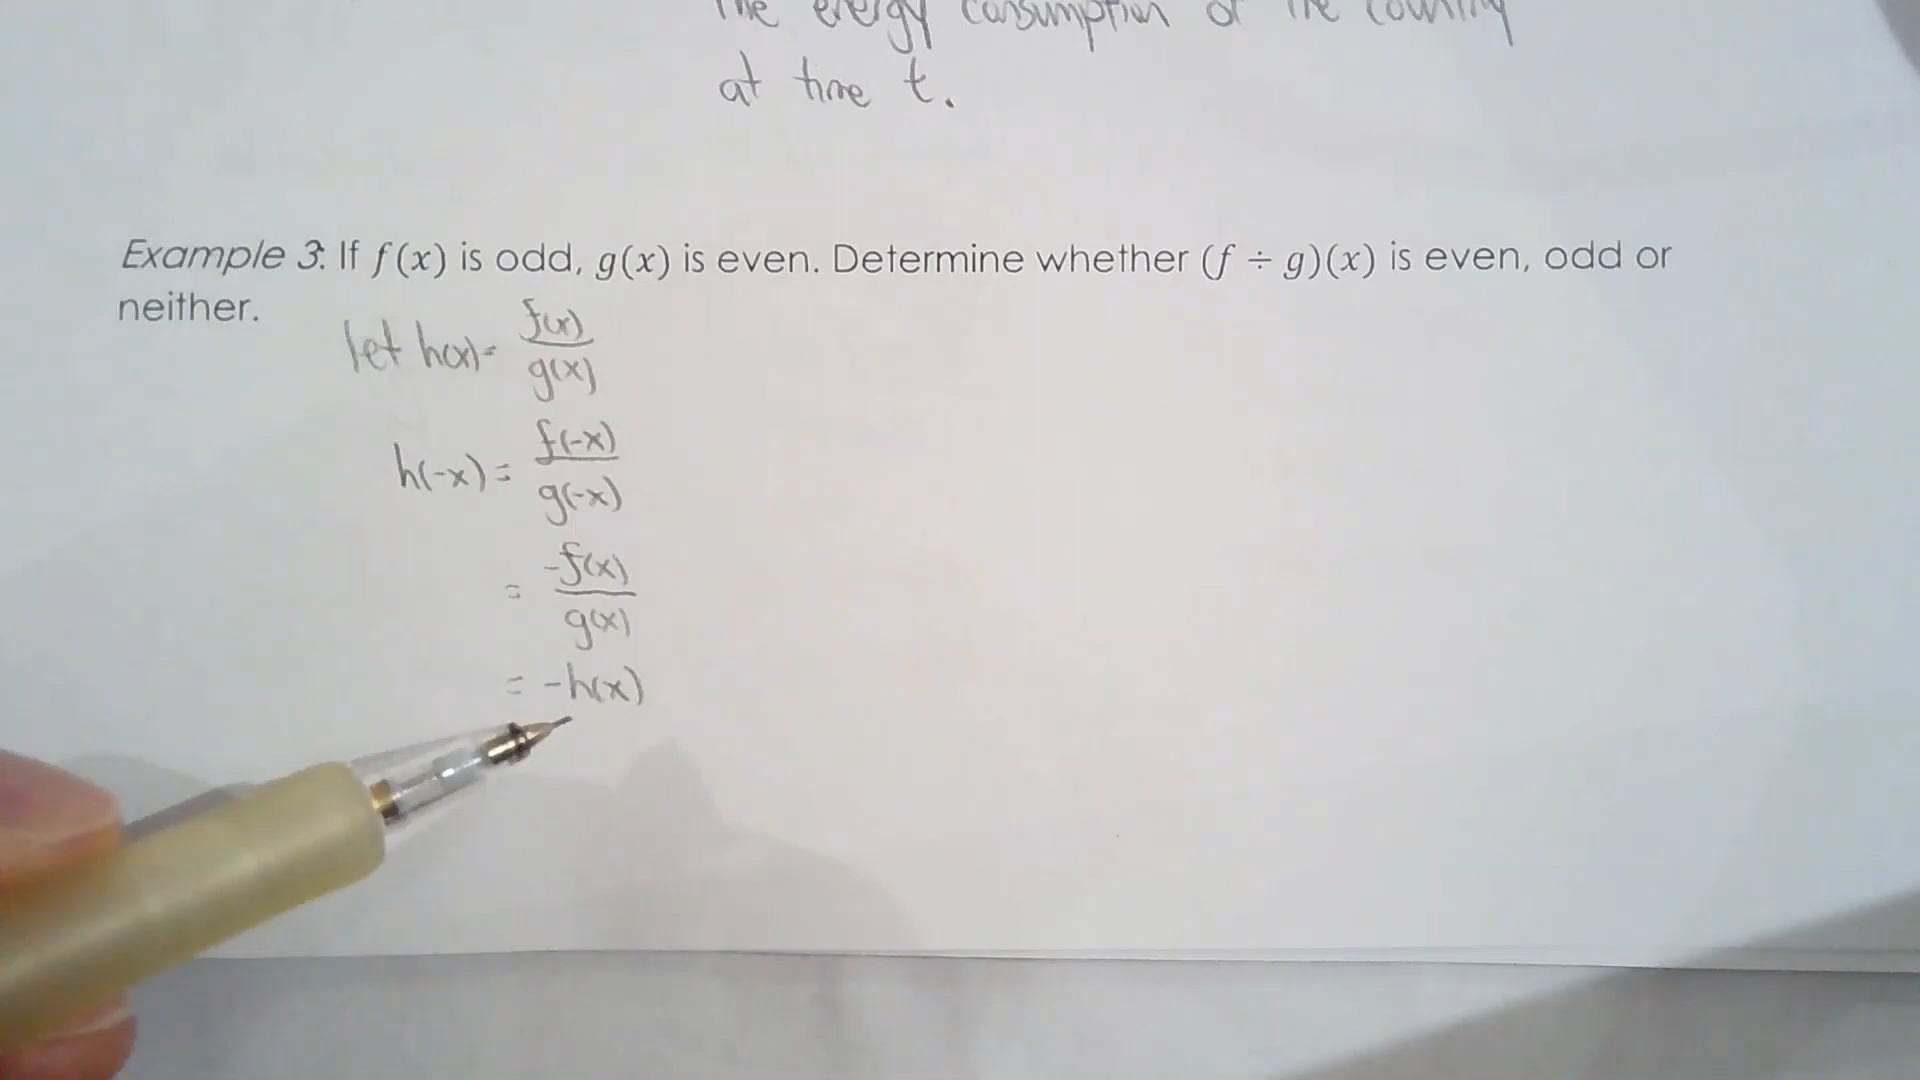 The energy consumption of the country
at time t.
Example 3: If f(x) is odd, g(x) is even. Determine whether (f ÷ g)(x) is even, odd or
neither.
let h(x) = f(x)/g(x)
h(-x) = f(-x)/g(-x)
= -f(x)/g(x)
= -h(x)